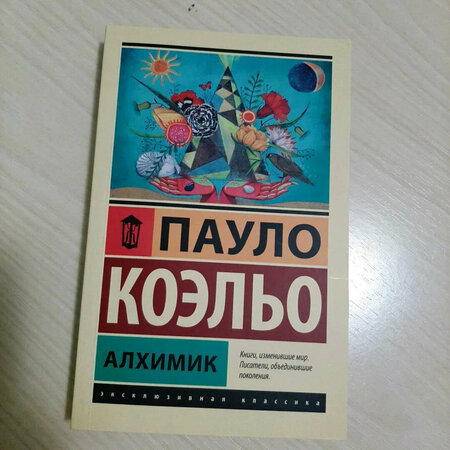 ПАУЛО
КОЭЛЬО
АЛХИМИК
Книги, изменившие мир.
Писатели, объединившие
поколения.
эксклюзивная классика